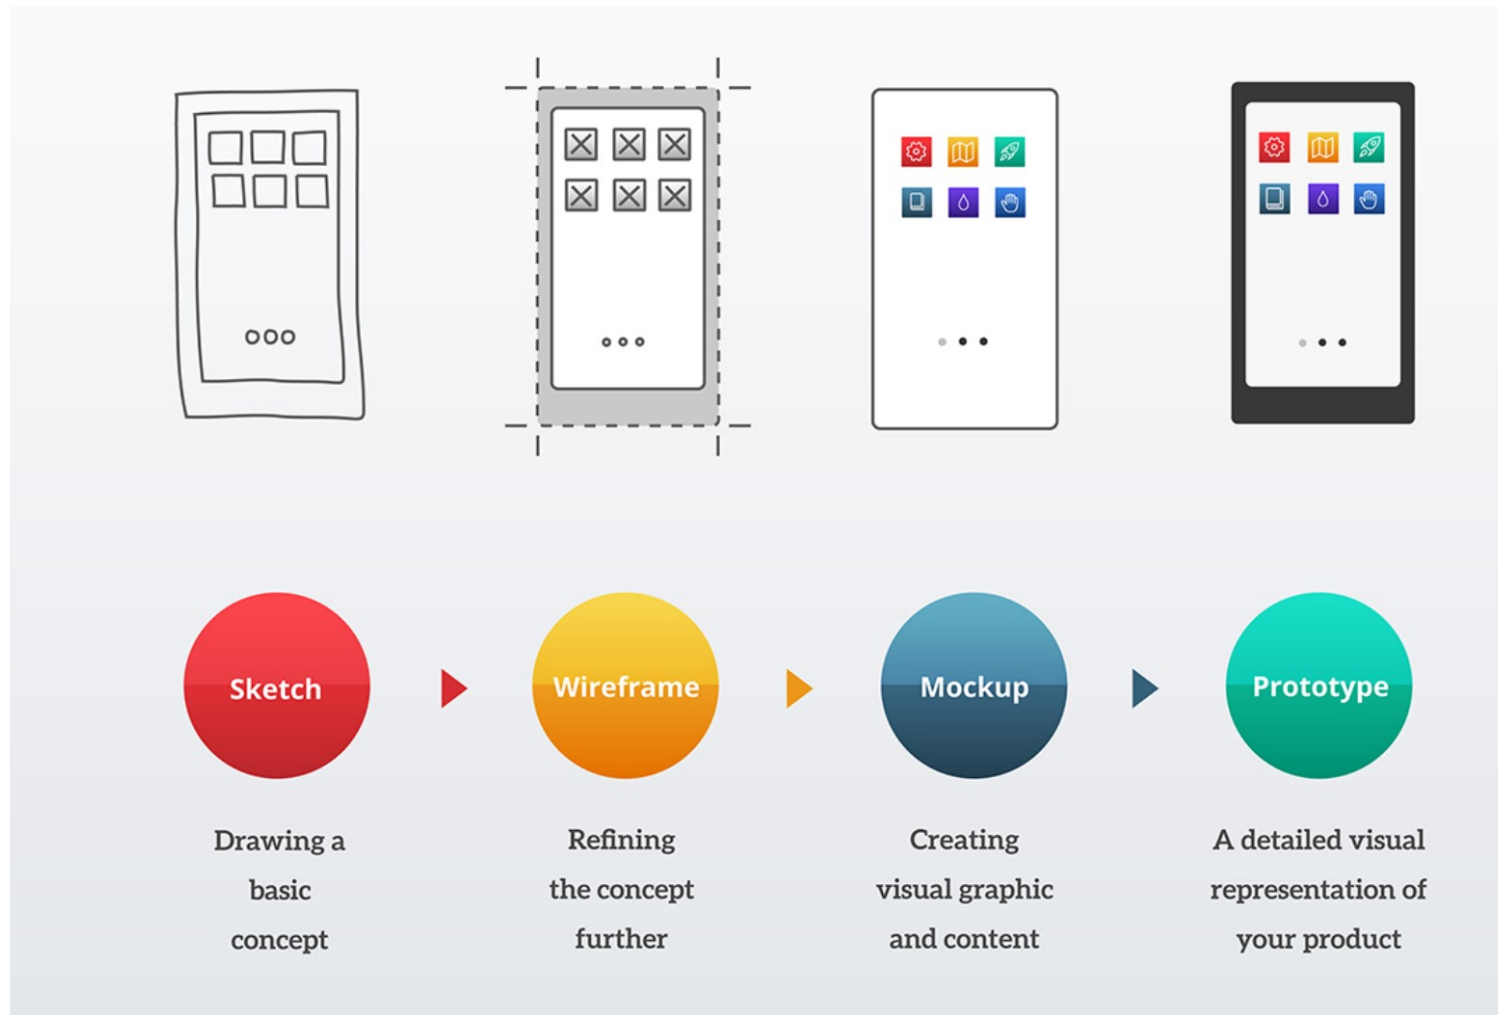 Sketch
Wireframe
Mockup
Prototype
Drawing a
basic
concept
Refining
the concept
further
Creating
visual graphic
and content
A detailed visual
representation of
your product